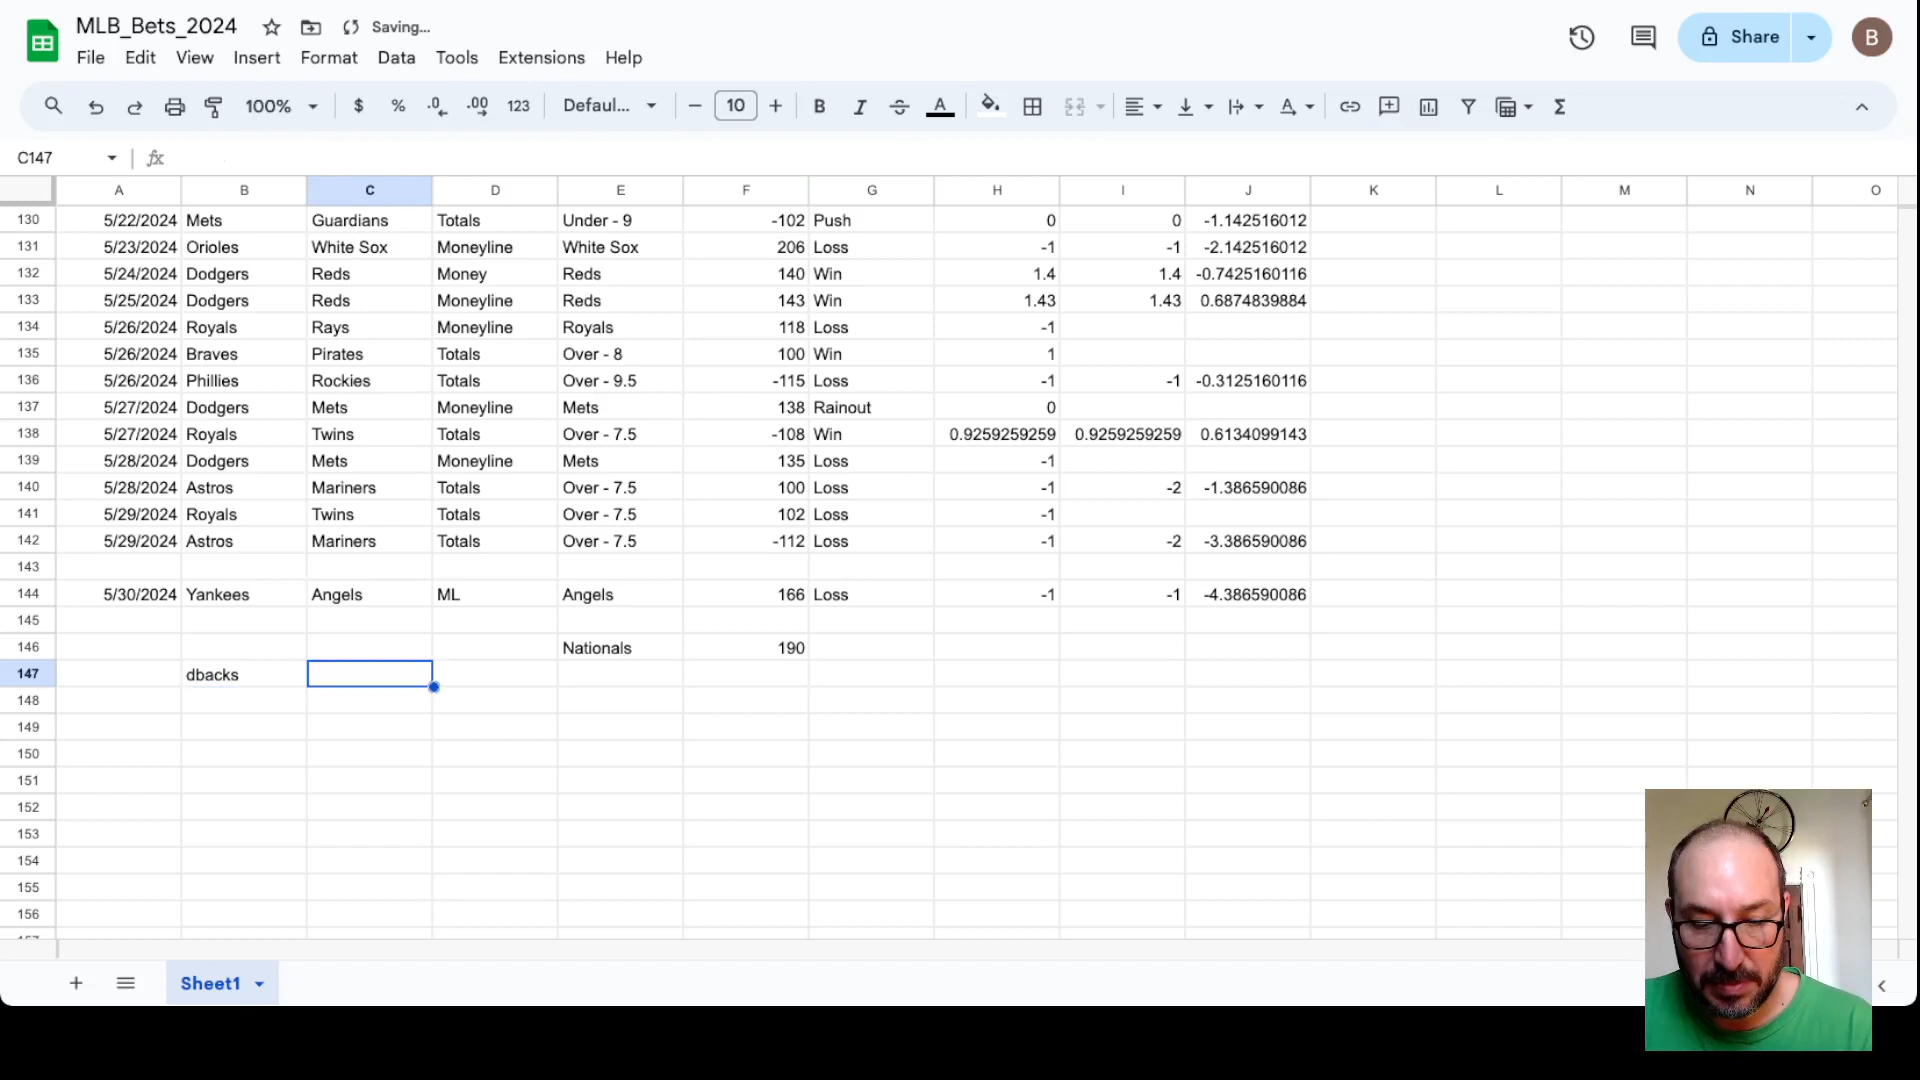 MLB_Bets_2024 Saving...
File Edit View Insert Format Data Tools Extensions Help
Share
B
100% $ % .0 .00 123 Defaul... − 10 + B I A Σ
C147 fx
A B C D E F G H I J K L M N O
130 5/22/2024 Mets Guardians Totals Under - 9 -102 Push 0 0 -1.142516012
131 5/23/2024 Orioles White Sox Moneyline White Sox 206 Loss -1 -1 -2.142516012
132 5/24/2024 Dodgers Reds Money Reds 140 Win 1.4 1.4 -0.7425160116
133 5/25/2024 Dodgers Reds Moneyline Reds 143 Win 1.43 1.43 0.6874839884
134 5/26/2024 Royals Rays Moneyline Royals 118 Loss -1
135 5/26/2024 Braves Pirates Totals Over - 8 100 Win 1
136 5/26/2024 Phillies Rockies Totals Over - 9.5 -115 Loss -1 -1 -0.3125160116
137 5/27/2024 Dodgers Mets Moneyline Mets 138 Rainout 0
138 5/27/2024 Royals Twins Totals Over - 7.5 -108 Win 0.9259259259 0.9259259259 0.6134099143
139 5/28/2024 Dodgers Mets Moneyline Mets 135 Loss -1
140 5/28/2024 Astros Mariners Totals Over - 7.5 100 Loss -1 -2 -1.386590086
141 5/29/2024 Royals Twins Totals Over - 7.5 102 Loss -1
142 5/29/2024 Astros Mariners Totals Over - 7.5 -112 Loss -1 -2 -3.386590086
143
144 5/30/2024 Yankees Angels ML Angels 166 Loss -1 -1 -4.386590086
145
146 Nationals 190
147 dbacks
148
149
150
151
152
153
154
155
156
Sheet1